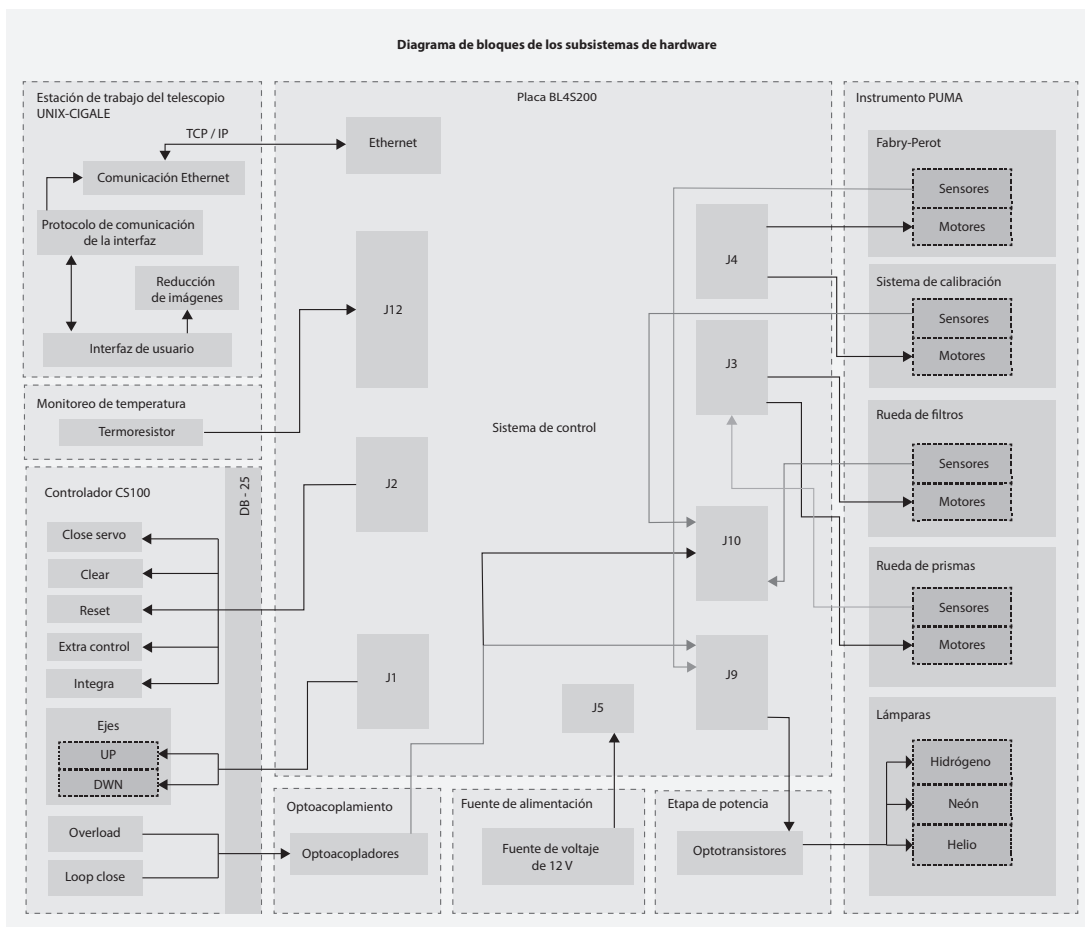 Diagrama de bloques de los subsistemas de hardware
Estación de trabajo del telescopio
UNIX-CIGALE
TCP / IP
Comunicación Ethernet
Protocolo de comunicación
de la interfaz
Reducción
de imágenes
Interfaz de usuario
Monitoreo de temperatura
Termoresistor
Controlador CS100
DB - 25
Close servo
Clear
Reset
Extra control
Integra
Ejes
UP
DWN
Overload
Loop close
Placa BL4S200
Ethernet
J12
J2
J1
Sistema de control
J4
J3
J10
J9
J5
Optoacoplamiento
Optoacopladores
Fuente de alimentación
Fuente de voltaje
de 12 V
Etapa de potencia
Optotransistores
Instrumento PUMA
Fabry-Perot
Sensores
Motores
Sistema de calibración
Sensores
Motores
Rueda de filtros
Sensores
Motores
Rueda de prismas
Sensores
Motores
Lámparas
Hidrógeno
Neón
Helio